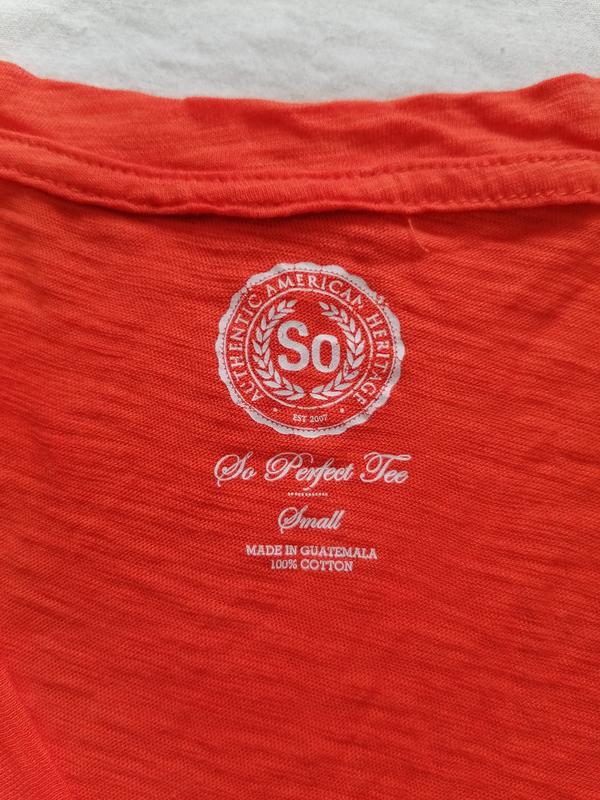 AUTHENTIC AMERICAN HERITAGE
So
EST 2007
So Perfect Tee
Small
MADE IN GUATEMALA
100% COTTON